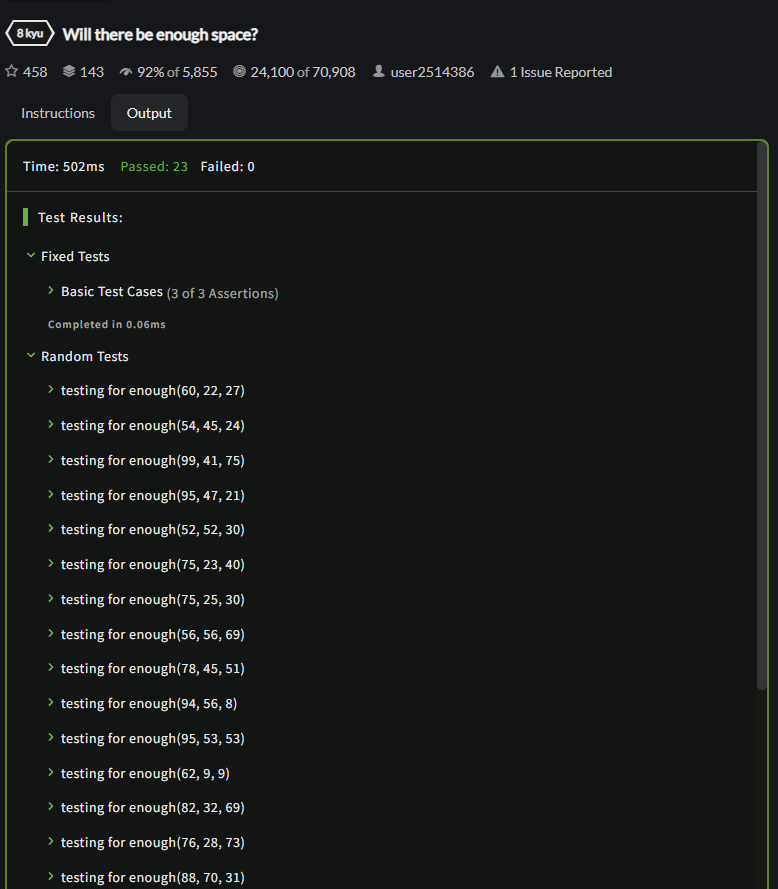 8 kyu Will there be enough space?
458 143 92% of 5,855 24,100 of 70,908 user2514386 1 Issue Reported
Instructions Output
Time: 502ms Passed: 23 Failed: 0
Test Results:
Fixed Tests
Basic Test Cases (3 of 3 Assertions)
Completed in 0.06ms
Random Tests
testing for enough(60, 22, 27)
testing for enough(54, 45, 24)
testing for enough(99, 41, 75)
testing for enough(95, 47, 21)
testing for enough(52, 52, 30)
testing for enough(75, 23, 40)
testing for enough(75, 25, 30)
testing for enough(56, 56, 69)
testing for enough(78, 45, 51)
testing for enough(94, 56, 8)
testing for enough(95, 53, 53)
testing for enough(62, 9, 9)
testing for enough(82, 32, 69)
testing for enough(76, 28, 73)
testing for enough(88, 70, 31)